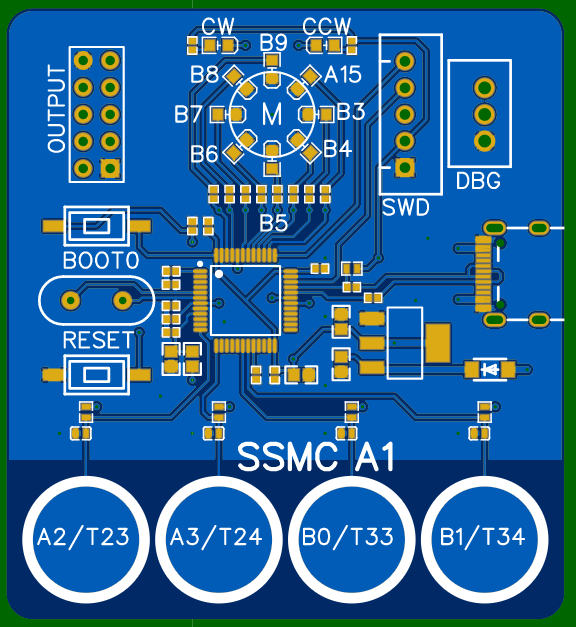 CW CCW
B9
B8 A15
OUTPUT
B7 M B3
B6 B4
DBG
SWD
B5
BOOT0
RESET
SSMC A1
A2/T23 A3/T24 B0/T33 B1/T34